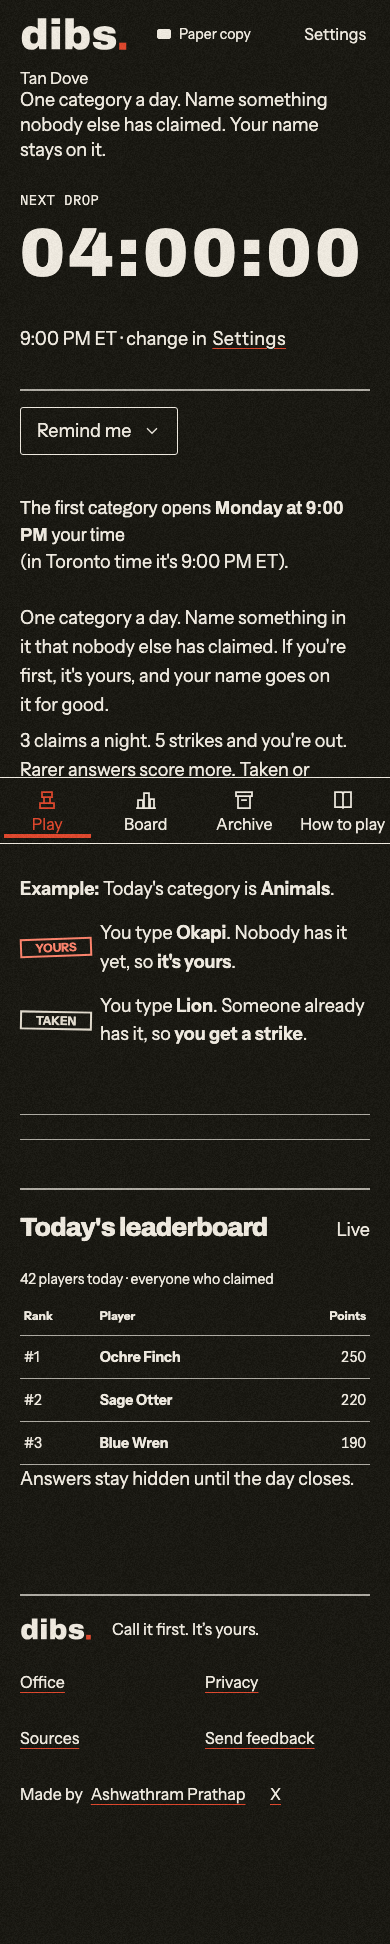 dibs.
Paper copy
Settings
Tan Dove
One category a day. Name something
nobody else has claimed. Your name
stays on it.
NEXT DROP
04:00:00
9:00 PM ET · change in Settings
Remind me
The first category opens Monday at 9:00
PM your time
(in Toronto time it's 9:00 PM ET).
One category a day. Name something in
it that nobody else has claimed. If you're
first, it's yours, and your name goes on
it for good.
3 claims a night. 5 strikes and you're out.
Rarer answers score more. Taken or
Play
Board
Archive
How to play
Example: Today's category is Animals.
YOURS
You type Okapi. Nobody has it
yet, so it's yours.
TAKEN
You type Lion. Someone already
has it, so you get a strike.
Today's leaderboard
Live
42 players today · everyone who claimed
Rank Player Points
#1 Ochre Finch 250
#2 Sage Otter 220
#3 Blue Wren 190
Answers stay hidden until the day closes.
dibs.
Call it first. It's yours.
Office
Privacy
Sources
Send feedback
Made by Ashwathram Prathap X